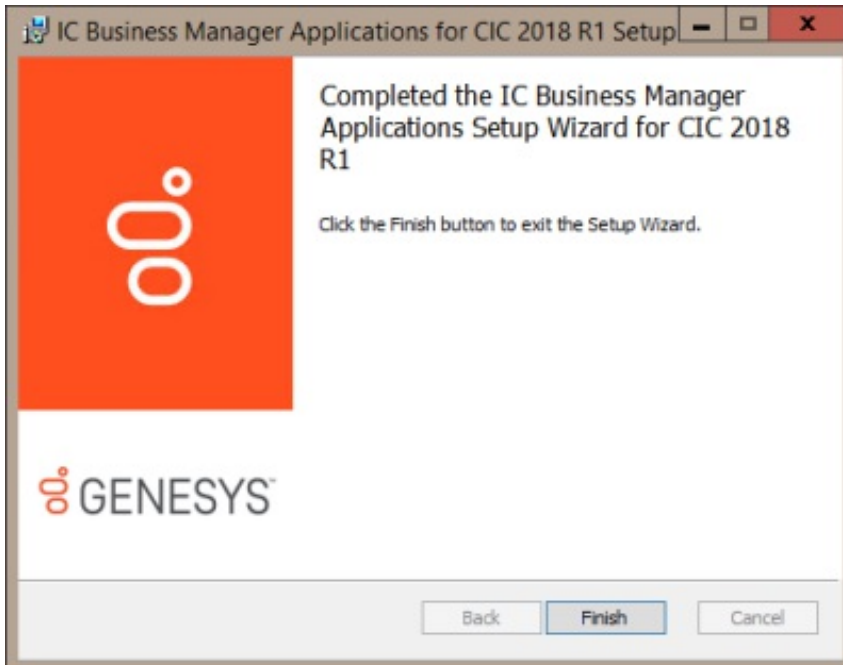 IC Business Manager Applications for CIC 2018 R1 Setup
Completed the IC Business Manager
Applications Setup Wizard for CIC 2018
R1
Click the Finish button to exit the Setup Wizard.
GENESYS™
Back Finish Cancel